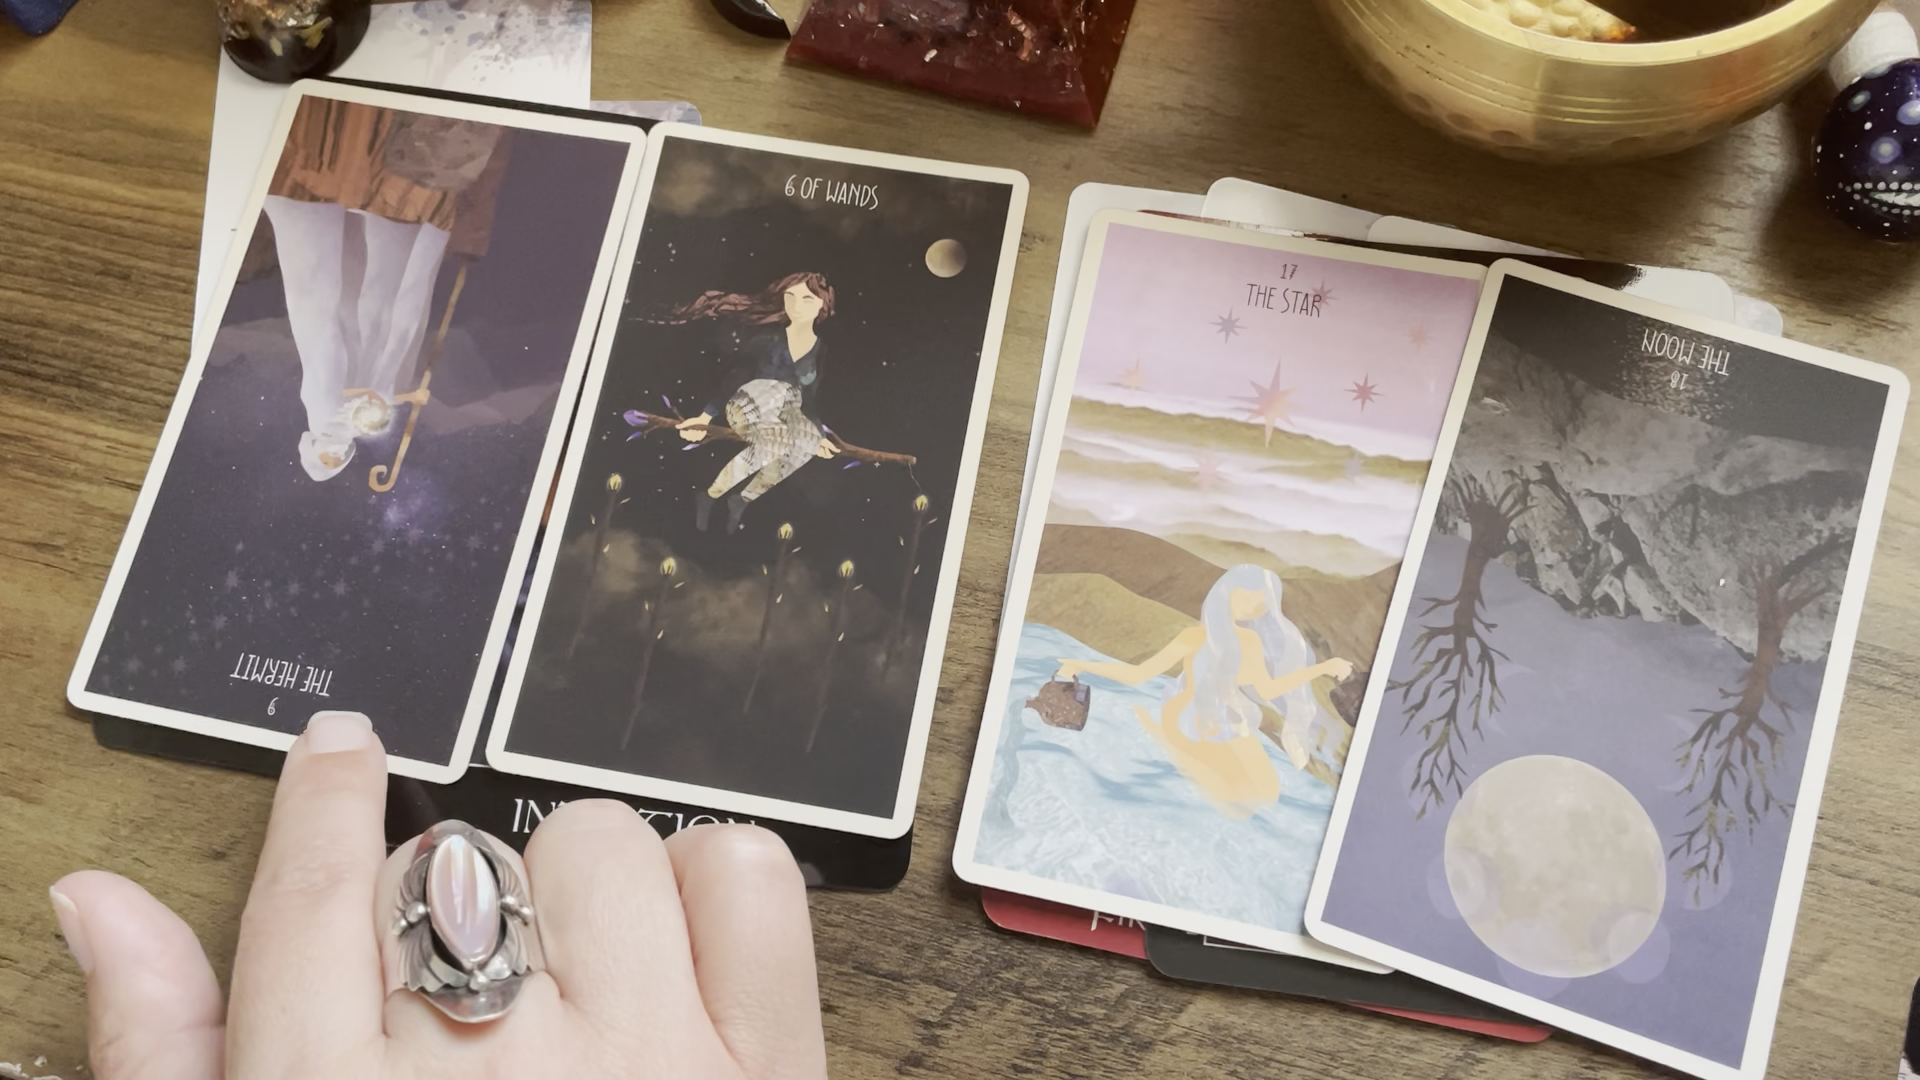 6 OF WANDS
17
THE STAR
THE MOON
18
THE HERMIT
9